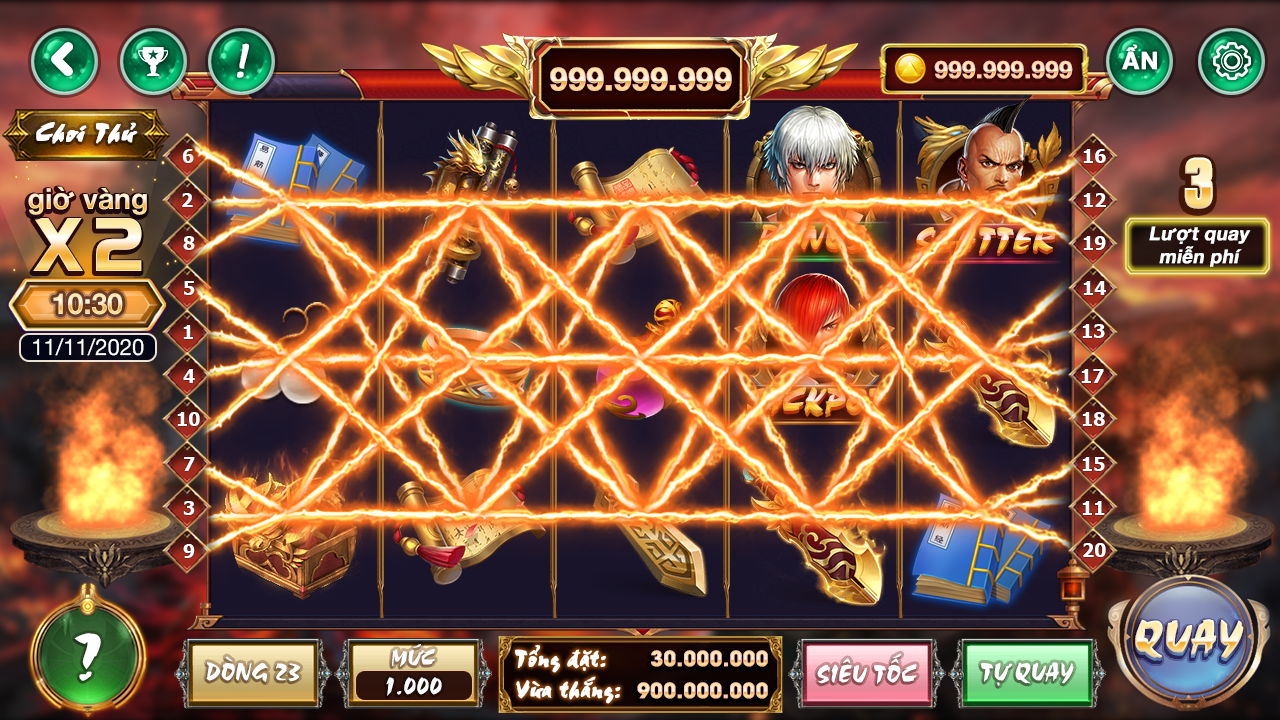 999.999.999
999.999.999
ẨN
Chơi Thử
giờ vàng
X2
10:30
11/11/2020
6
2
8
5
1
4
10
7
3
9
SCATTER
16
12
19
14
13
17
18
15
11
20
3
Lượt quay
miễn phí
?
DÒNG 23
MỨC
1.000
Tổng đặt: 30.000.000
Vừa thắng: 900.000.000
SIÊU TỐC
TỰ QUAY
QUAY